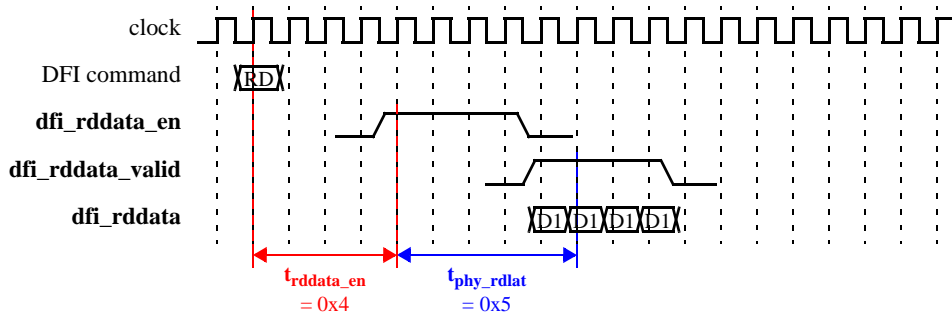 clock
DFI command
RD
dfi_rddata_en
dfi_rddata_valid
dfi_rddata
D1 D1 D1 D1
trddata_en
= 0x4
tphy_rdlat
= 0x5